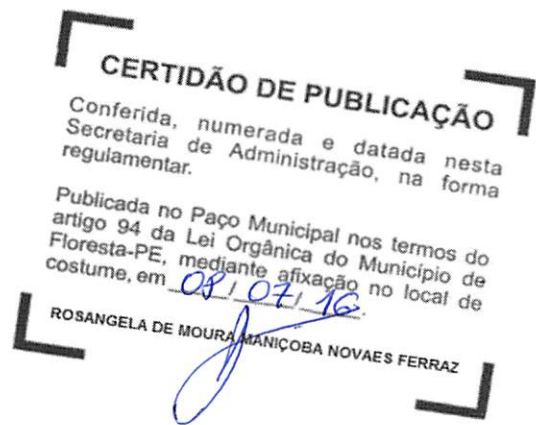 CERTIDÃO DE PUBLICAÇÃO
Conferida, numerada e datada nesta
Secretaria de Administração, na forma
regulamentar.
Publicada no Paço Municipal nos termos do
artigo 94 da Lei Orgânica do Município de
Floresta-PE, mediante afixação no local de
costume, em 08 / 07 / 16.
ROSANGELA DE MOURA MANIÇOBA NOVAES FERRAZ